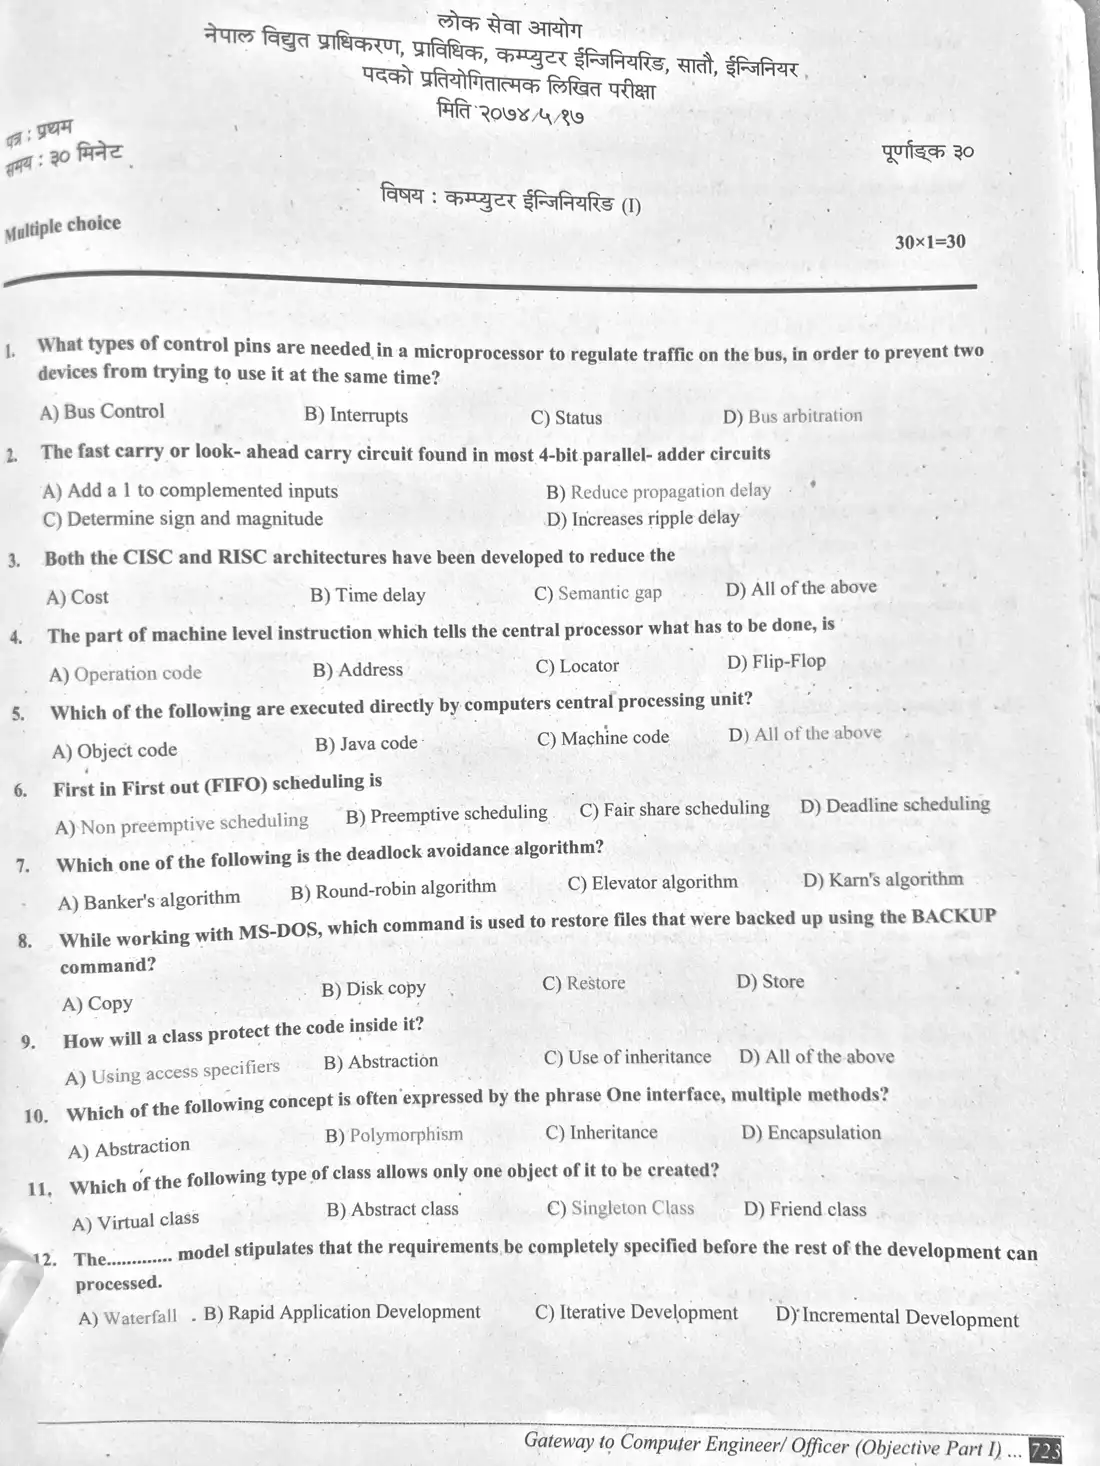 लोक सेवा आयोग
नेपाल विद्युत प्राधिकरण, प्राविधिक, कम्प्युटर ईन्जिनियरिङ, सातौ, ईन्जिनियर
पदको प्रतियोगितात्मक लिखित परीक्षा
मिति २०७४/५/१७
पत्र : प्रथम
समय : ३० मिनेट
पूर्णाङ्क ३०
विषय : कम्प्युटर ईन्जिनियरिङ (I)
Multiple choice
30×1=30
1. What types of control pins are needed in a microprocessor to regulate traffic on the bus, in order to prevent two
devices from trying to use it at the same time?
A) Bus Control B) Interrupts C) Status D) Bus arbitration
2. The fast carry or look- ahead carry circuit found in most 4-bit parallel- adder circuits
A) Add a 1 to complemented inputs B) Reduce propagation delay
C) Determine sign and magnitude D) Increases ripple delay
3. Both the CISC and RISC architectures have been developed to reduce the
A) Cost B) Time delay C) Semantic gap D) All of the above
4. The part of machine level instruction which tells the central processor what has to be done, is
A) Operation code B) Address C) Locator D) Flip-Flop
5. Which of the following are executed directly by computers central processing unit?
A) Object code B) Java code C) Machine code D) All of the above
6. First in First out (FIFO) scheduling is
A) Non preemptive scheduling B) Preemptive scheduling C) Fair share scheduling D) Deadline scheduling
7. Which one of the following is the deadlock avoidance algorithm?
A) Banker's algorithm B) Round-robin algorithm C) Elevator algorithm D) Karn's algorithm
8. While working with MS-DOS, which command is used to restore files that were backed up using the BACKUP
command?
A) Copy B) Disk copy C) Restore D) Store
9. How will a class protect the code inside it?
A) Using access specifiers B) Abstraction C) Use of inheritance D) All of the above
10. Which of the following concept is often expressed by the phrase One interface, multiple methods?
A) Abstraction B) Polymorphism C) Inheritance D) Encapsulation
11. Which of the following type of class allows only one object of it to be created?
A) Virtual class B) Abstract class C) Singleton Class D) Friend class
12. The............. model stipulates that the requirements be completely specified before the rest of the development can
processed.
A) Waterfall B) Rapid Application Development C) Iterative Development D) Incremental Development
Gateway to Computer Engineer/ Officer (Objective Part I) ... 723